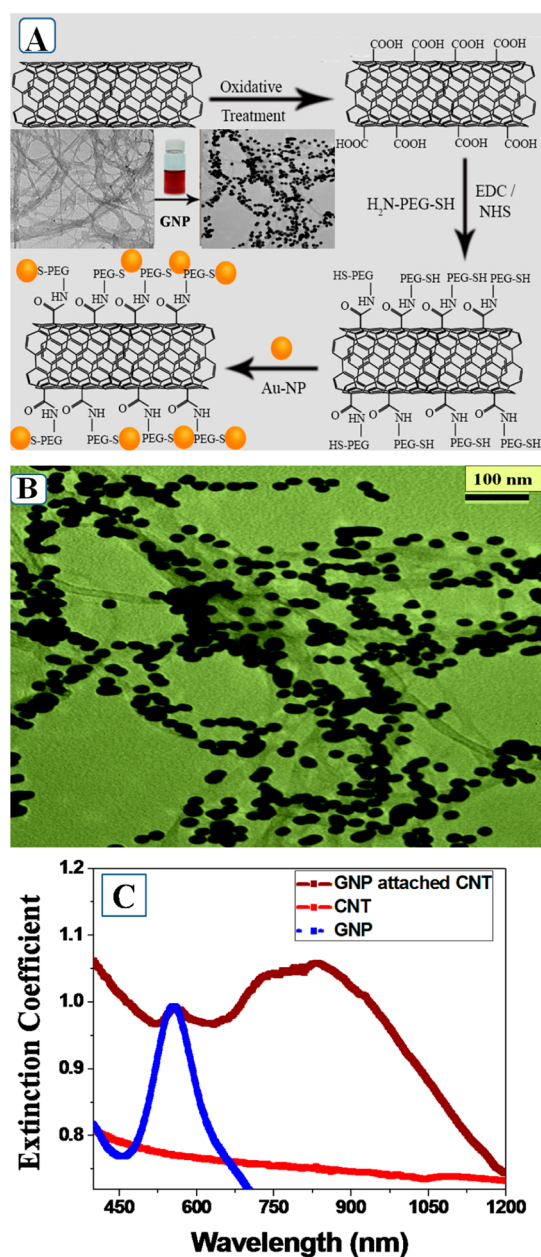 A
COOH COOH COOH COOH
Oxidative
Treatment
HOOC COOH COOH COOH
GNP
H2N-PEG-SH
EDC /
NHS
S-PEG PEG-S PEG-S PEG-S
HN HN HN HN
O O O O
O O O O
HN NH HN NH
S-PEG PEG-S PEG-S PEG-S
Au-NP
HS-PEG PEG-SH PEG-SH PEG-SH
HN HN HN HN
O O O O
O O O O
HN NH HN NH
HS-PEG PEG-SH PEG-SH PEG-SH
B
100 nm
C
GNP attached CNT
CNT
GNP
Extinction Coefficient
1.2
1.1
1.0
0.9
0.8
450 600 750 900 1050 1200
Wavelength (nm)